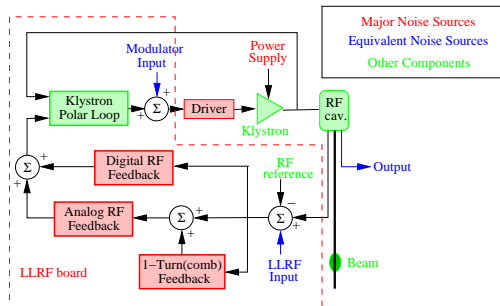 Major Noise Sources
Equivalent Noise Sources
Other Components
Modulator
Input
Power
Supply
Klystron
Polar Loop
Σ
Driver
Klystron
RF
cav.
Σ
Digital RF
Feedback
RF
reference
Output
Analog RF
Feedback
Σ
Σ
1−Turn(comb)
Feedback
LLRF
Input
Beam
LLRF board
+
+
+
+
+
+
−
+